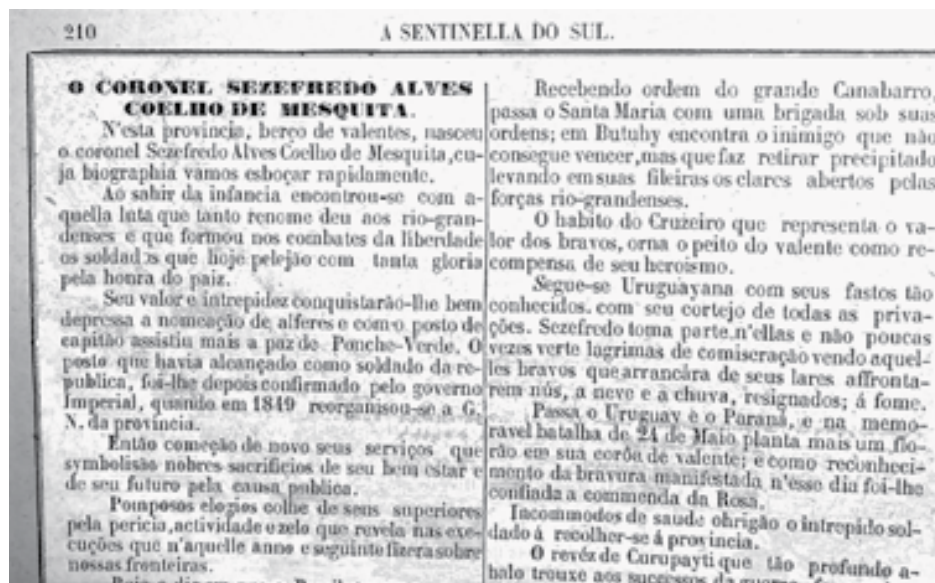 210
A SENTINELLA DO SUL.
O CORONEL SEZEFREDO ALVES
COELHO DE MESQUITA.
N'esta provincia, berço de valentes, nasceu
o coronel Sezefredo Alves Coelho de Mesquita, cu-
ja biographia vamos esboçar rapidamente.
Ao sahir da infancia encontrou-se com a-
quella luta que tanto renome deu aos rio-gran-
denses e que formou nos combates da liberdade
os soldados que hoje pelejão com tanta gloria
pela honra do paiz.
Seu valor e intrepidez conquistarão-lhe bem
depressa a nomeação de alferes e com o posto de
capitão assistiu mais a paz de Ponche-Verde. O
posto que havia alcançado como soldado da re-
publica, foi-lhe depois confirmado pelo governo
Imperial, quando em 1849 reorganisou-se a G.
N. da provincia.
Então começão de novo seus serviços que
symbolisão nobres sacrificios de seu bem estar e
de seu futuro pela causa publica.
Pomposos elogios colhe de seus superiores
pela pericia, actividade e zelo que revela nas exe-
cuções que n'aquelle anno e seguinte fizera sobre
nossas fronteiras.
Recebendo ordem do grande Canabarro,
passa o Santa Maria com uma brigada sob suas
ordens; em Butuhy encontra o inimigo que não
consegue vencer, mas que faz retirar precipitado
levando em suas fileiras os claros abertos pelas
forças rio-grandenses.
O habito do Cruzeiro que representa o va-
lor dos bravos, orna o peito do valente como re-
compensa de seu heroismo.
Segue-se Uruguayana com seus fastos tão
conhecidos. com seu cortejo de todas as priva-
ções. Sezefredo toma parte n'ellas e não poucas
vezes verte lagrimas de comiseração vendo aquel-
les bravos que arrancára de seus lares affronta-
rem nús, a neve e a chuva, resignados; á fome.
Passa o Uruguay e o Paraná, e na memo-
ravel batalha de 24 de Maio planta mais um flo-
rão em sua corôa de valente; e como reconheci-
mento da bravura manifestada n'esse dia foi-lhe
confiada a commenda da Rosa.
Incommodos de saude obrigão o intrepido sol-
dado á recolher-se á provincia.
O revéz de Curupayti que tão profundo a-
balo trouxe aos successos da guerra